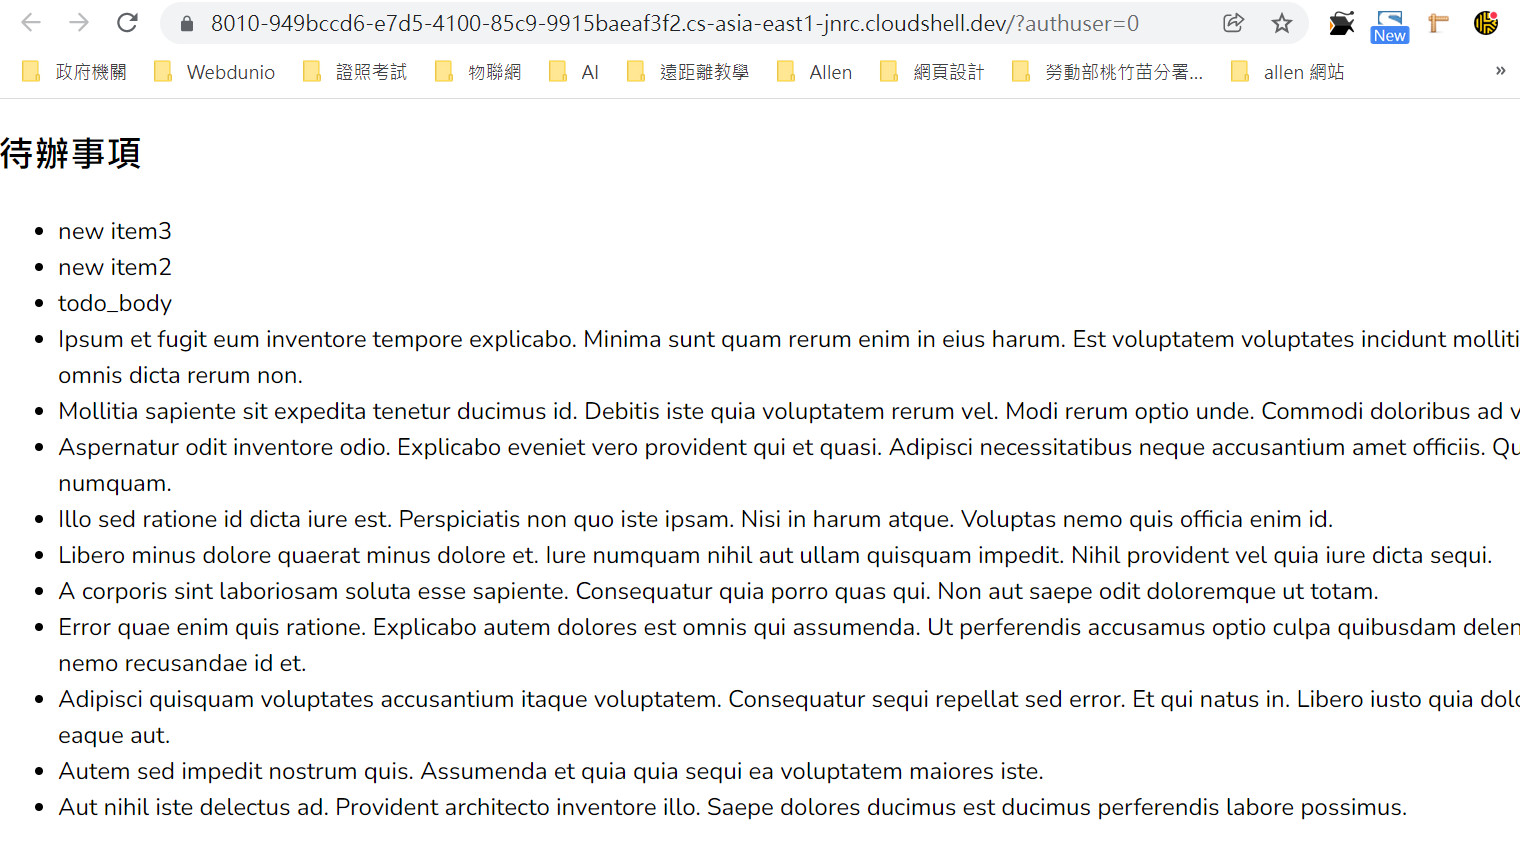 8010-949bccd6-e7d5-4100-85c9-9915baeaf3f2.cs-asia-east1-jnrc.cloudshell.dev/?authuser=0
New
政府機關 Webdunio 證照考試 物聯網 AI 遠距離教學 Allen 網頁設計 勞動部桃竹苗分署... allen 網站 »
待辦事項
new item3
new item2
todo_body
Ipsum et fugit eum inventore tempore explicabo. Minima sunt quam rerum enim in eius harum. Est voluptatem voluptates incidunt molliti
omnis dicta rerum non.
Mollitia sapiente sit expedita tenetur ducimus id. Debitis iste quia voluptatem rerum vel. Modi rerum optio unde. Commodi doloribus ad v
Aspernatur odit inventore odio. Explicabo eveniet vero provident qui et quasi. Adipisci necessitatibus neque accusantium amet officiis. Qu
numquam.
Illo sed ratione id dicta iure est. Perspiciatis non quo iste ipsam. Nisi in harum atque. Voluptas nemo quis officia enim id.
Libero minus dolore quaerat minus dolore et. Iure numquam nihil aut ullam quisquam impedit. Nihil provident vel quia iure dicta sequi.
A corporis sint laboriosam soluta esse sapiente. Consequatur quia porro quas qui. Non aut saepe odit doloremque ut totam.
Error quae enim quis ratione. Explicabo autem dolores est omnis qui assumenda. Ut perferendis accusamus optio culpa quibusdam delen
nemo recusandae id et.
Adipisci quisquam voluptates accusantium itaque voluptatem. Consequatur sequi repellat sed error. Et qui natus in. Libero iusto quia dolo
eaque aut.
Autem sed impedit nostrum quis. Assumenda et quia quia sequi ea voluptatem maiores iste.
Aut nihil iste delectus ad. Provident architecto inventore illo. Saepe dolores ducimus est ducimus perferendis labore possimus.